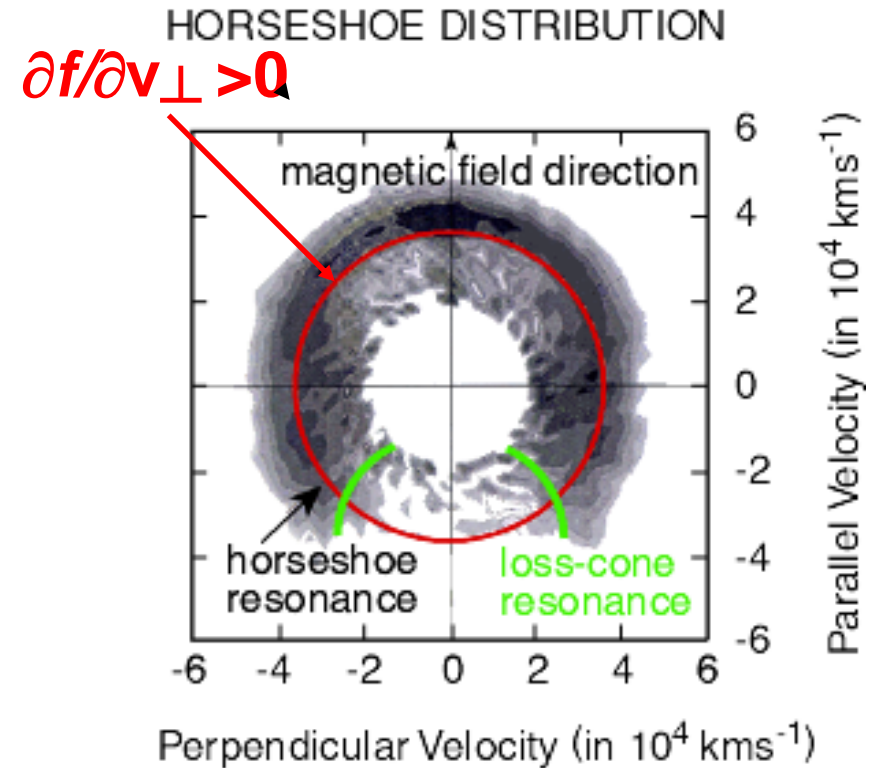 HORSESHOE DISTRIBUTION
∂f/∂v⊥ >0
magnetic field direction
horseshoe
resonance
loss-cone
resonance
6
4
2
0
-2
-4
-6
Parallel Velocity (in 10⁴ kms⁻¹)
-6 -4 -2 0 2 4 6
Perpendicular Velocity (in 10⁴ kms⁻¹)